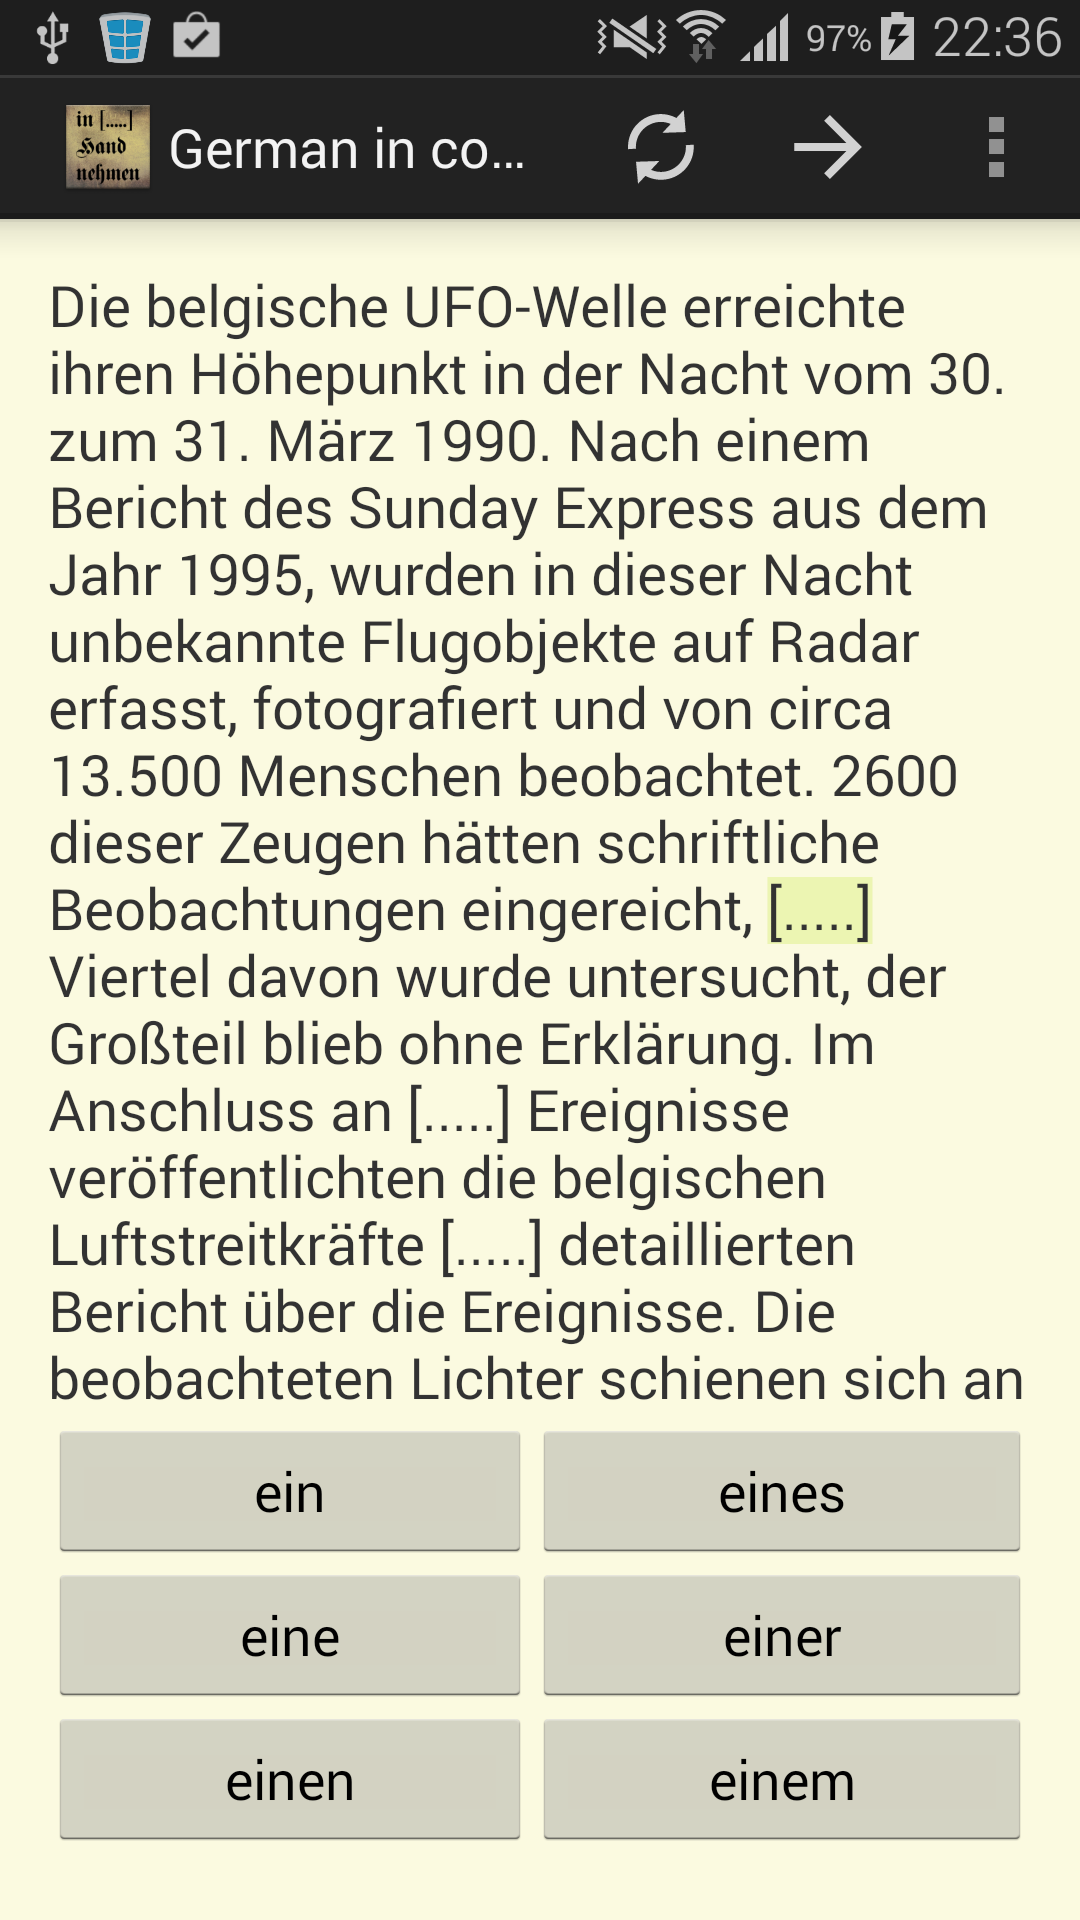 97% 22:36
in [.....]
Hand
nehmen
German in co...
Die belgische UFO-Welle erreichte
ihren Höhepunkt in der Nacht vom 30.
zum 31. März 1990. Nach einem
Bericht des Sunday Express aus dem
Jahr 1995, wurden in dieser Nacht
unbekannte Flugobjekte auf Radar
erfasst, fotografiert und von circa
13.500 Menschen beobachtet. 2600
dieser Zeugen hätten schriftliche
Beobachtungen eingereicht, [.....]
Viertel davon wurde untersucht, der
Großteil blieb ohne Erklärung. Im
Anschluss an [.....] Ereignisse
veröffentlichten die belgischen
Luftstreitkräfte [.....] detaillierten
Bericht über die Ereignisse. Die
beobachteten Lichter schienen sich an
ein eines
eine einer
einen einem